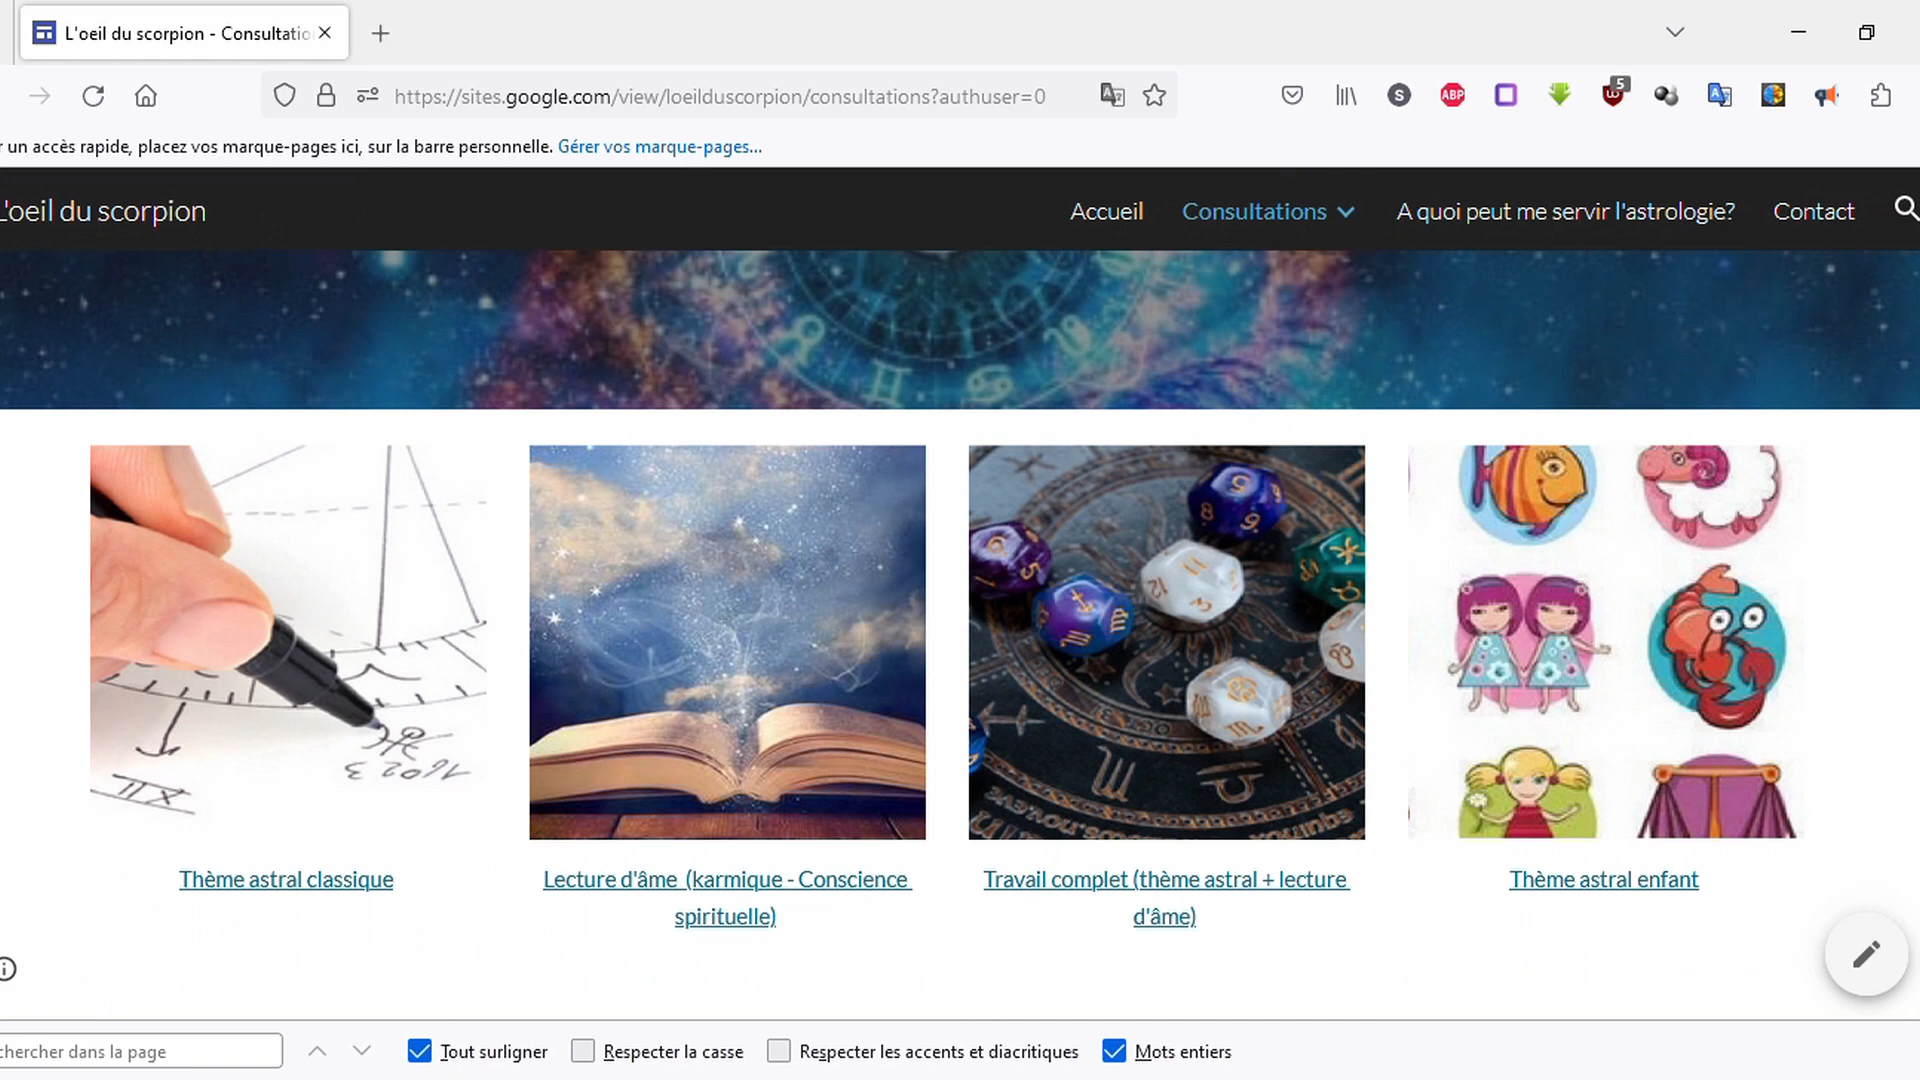 L'oeil du scorpion - Consultatio
https://sites.google.com/view/loeilduscorpion/consultations?authuser=0
S
ABP
5
r un accès rapide, placez vos marque-pages ici, sur la barre personnelle. Gérer vos marque-pages...
L'oeil du scorpion
Accueil
Consultations
A quoi peut me servir l'astrologie?
Contact
Thème astral classique
Lecture d'âme (karmique - Conscience
spirituelle)
Travail complet (thème astral + lecture
d'âme)
Thème astral enfant
chercher dans la page
Tout surligner
Respecter la casse
Respecter les accents et diacritiques
Mots entiers